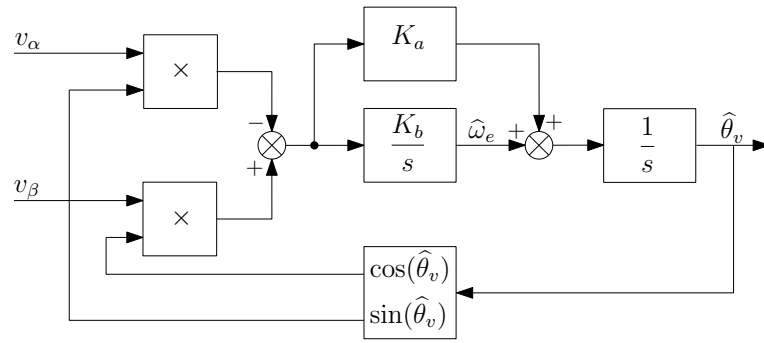 v_α
×
K_a
−
+
K_b
s
ω̂_e
+
+
1
s
θ̂_v
v_β
×
cos(θ̂_v)
sin(θ̂_v)